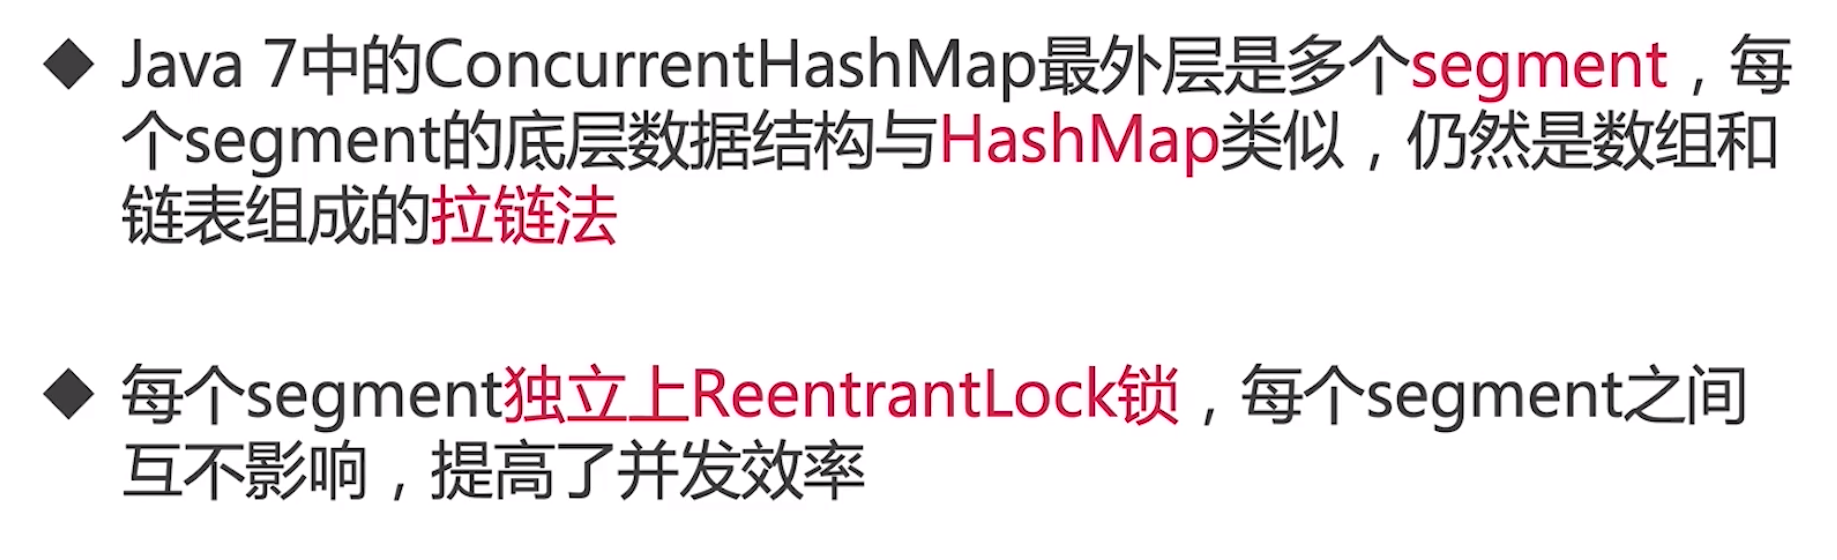 ◆ Java 7中的ConcurrentHashMap最外层是多个segment，每
个segment的底层数据结构与HashMap类似，仍然是数组和
链表组成的拉链法
◆ 每个segment独立上ReentrantLock锁，每个segment之间
互不影响，提高了并发效率